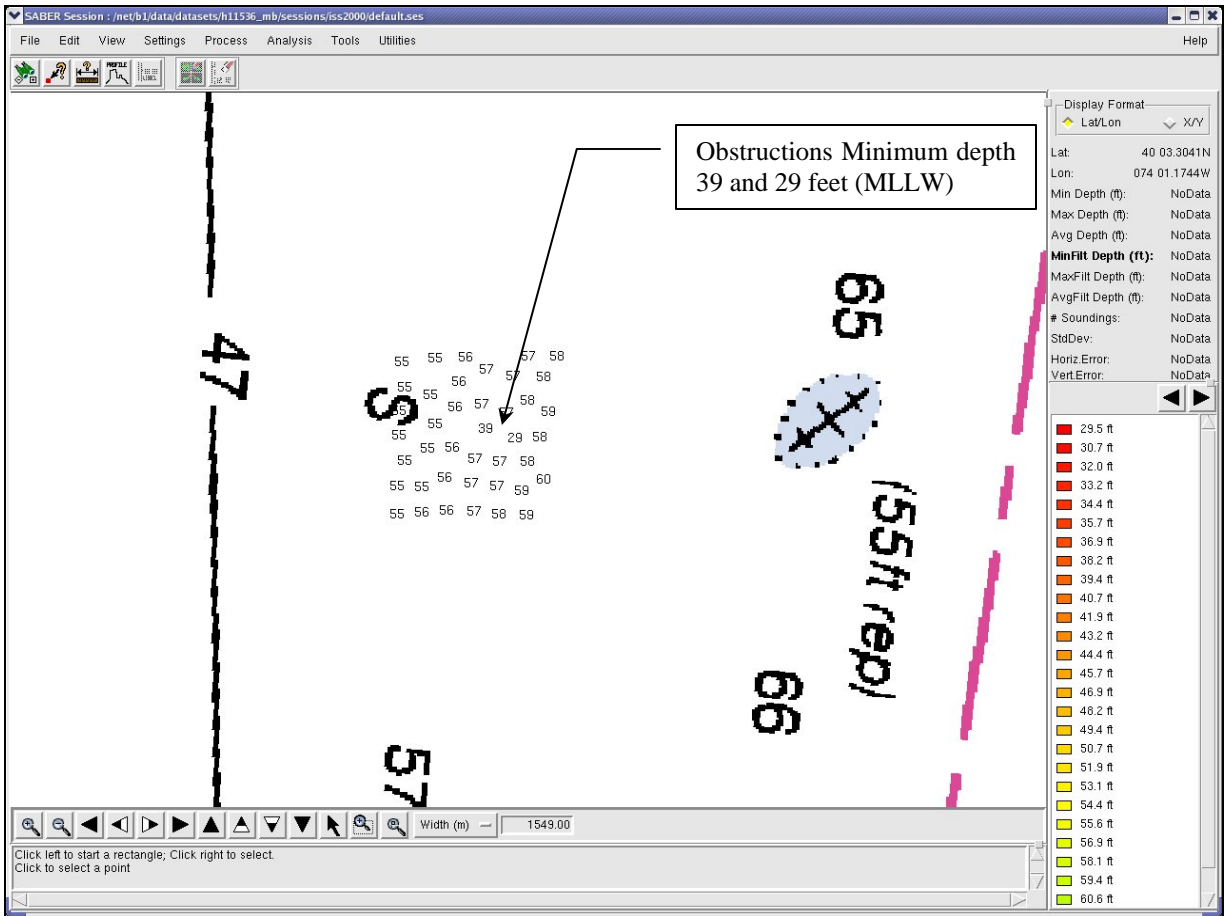 SABER Session : /net/b1/data/datasets/h11536_mb/sessions/iss2000/default.ses
File Edit View Settings Process Analysis Tools Utilities Help
PROFILE LABEL
Obstructions Minimum depth
39 and 29 feet (MLLW)
47
S
55 55 56 57 57 58
55 56 57 58
55 55 56 57 58 59
55 55 39 29 58
55 55 56 57 57 58
55 55 56 57 57 59 60
55 56 56 57 58 59
65
(55ft rep)
66
57
Display Format
Lat/Lon X/Y
Lat: 40 03.3041N
Lon: 074 01.1744W
Min Depth (ft): NoData
Max Depth (ft): NoData
Avg Depth (ft): NoData
MinFilt Depth (ft): NoData
MaxFilt Depth (ft): NoData
AvgFilt Depth (ft): NoData
# Soundings: NoData
StdDev: NoData
Horiz.Error: NoData
Vert.Error: NoData
29.5 ft
30.7 ft
32.0 ft
33.2 ft
34.4 ft
35.7 ft
36.9 ft
38.2 ft
39.4 ft
40.7 ft
41.9 ft
43.2 ft
44.4 ft
45.7 ft
46.9 ft
48.2 ft
49.4 ft
50.7 ft
51.9 ft
53.1 ft
54.4 ft
55.6 ft
56.9 ft
58.1 ft
59.4 ft
60.6 ft
Width (m) 1549.00
Click left to start a rectangle; Click right to select.
Click to select a point